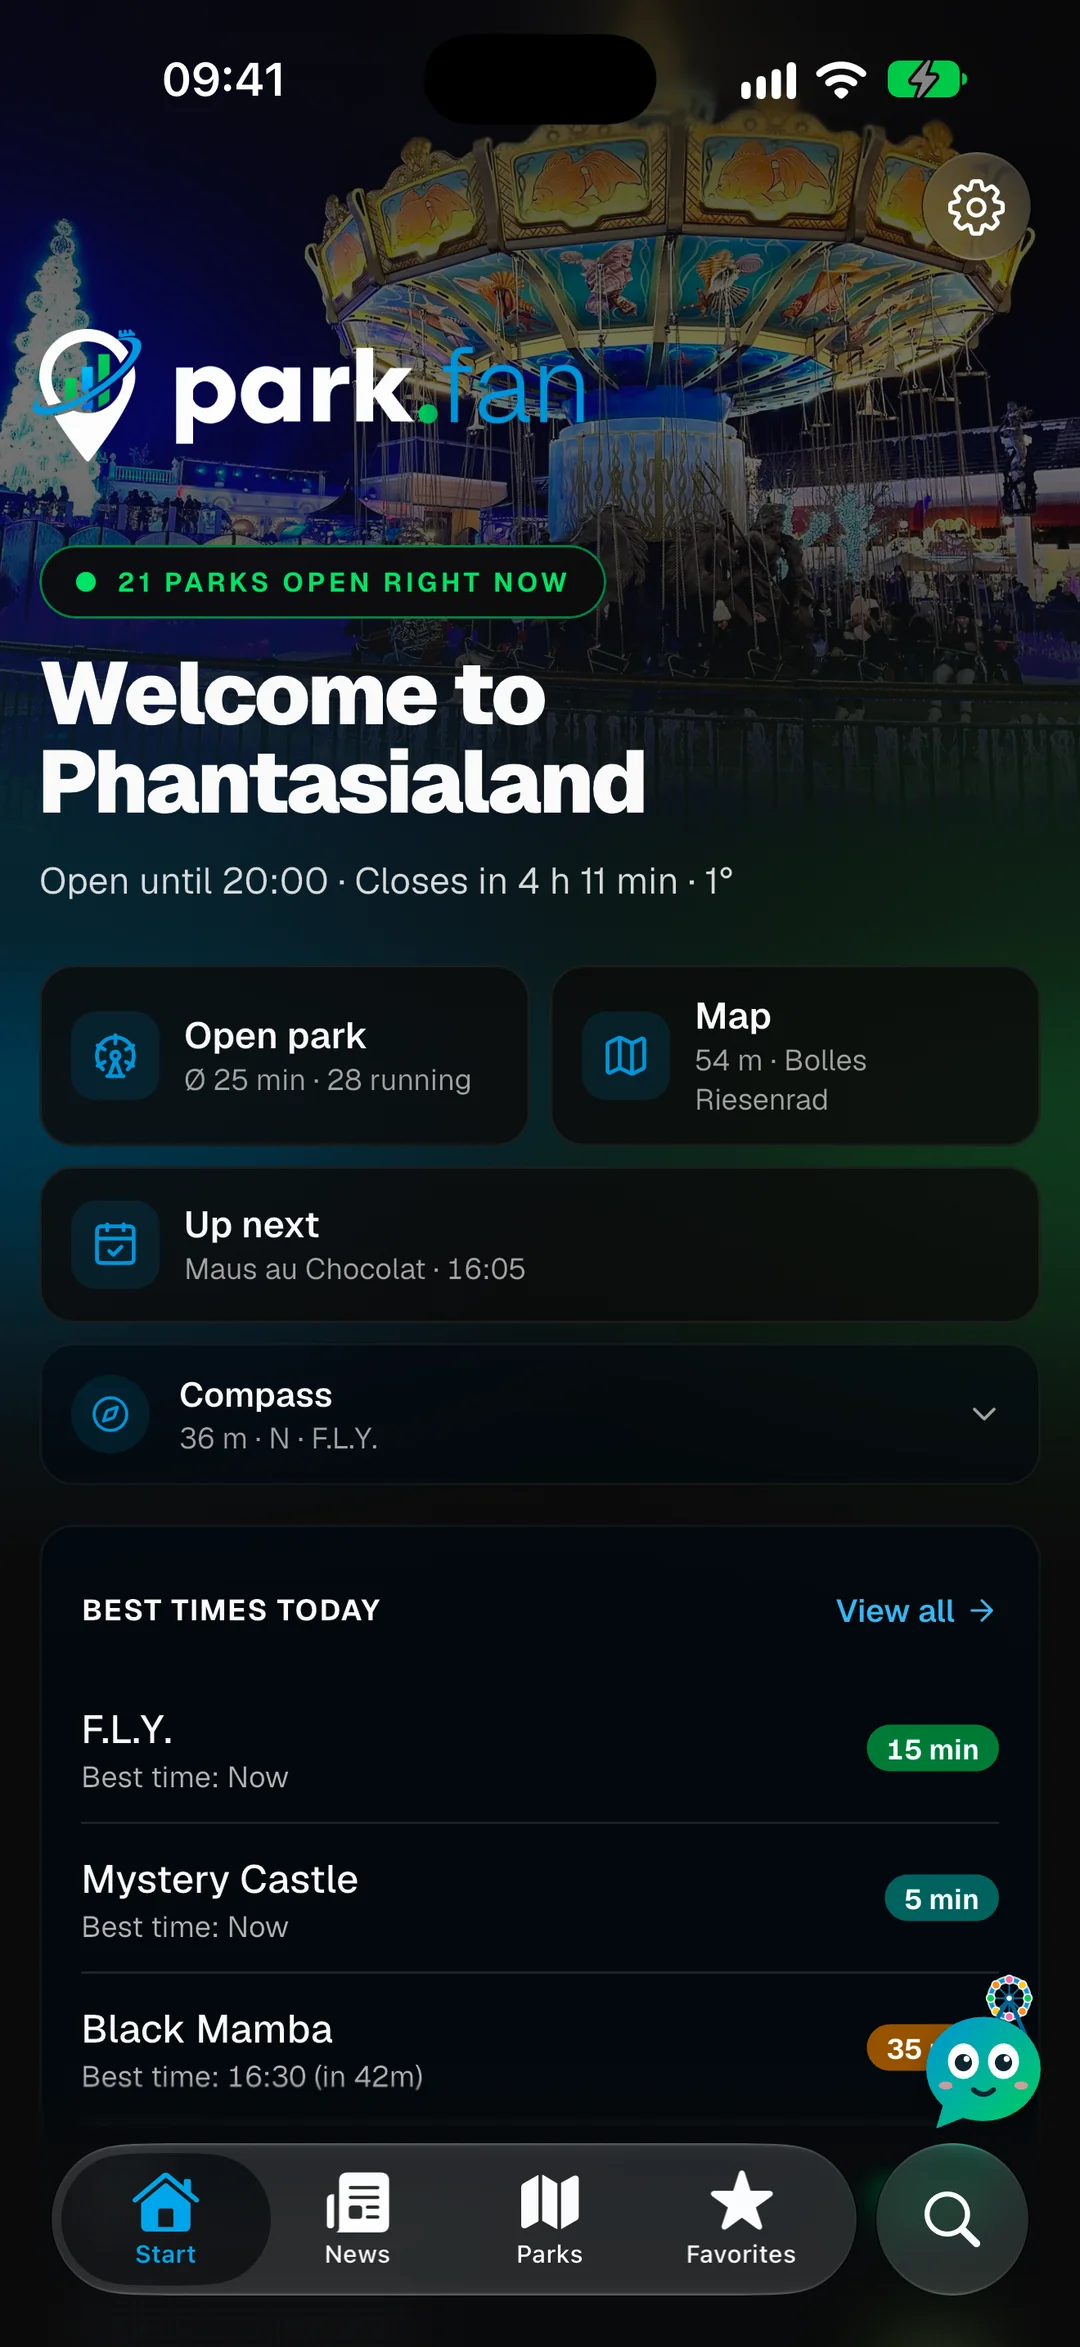 09:41
park.fan
21 PARKS OPEN RIGHT NOW
Welcome to
Phantasialand
Open until 20:00 · Closes in 4 h 11 min · 1°
Open park
Ø 25 min · 28 running
Map
54 m · Bolles
Riesenrad
Up next
Maus au Chocolat · 16:05
Compass
36 m · N · F.L.Y.
BEST TIMES TODAY
View all →
F.L.Y.
15 min
Best time: Now
Mystery Castle
5 min
Best time: Now
Black Mamba
35
Best time: 16:30 (in 42m)
Start
News
Parks
Favorites